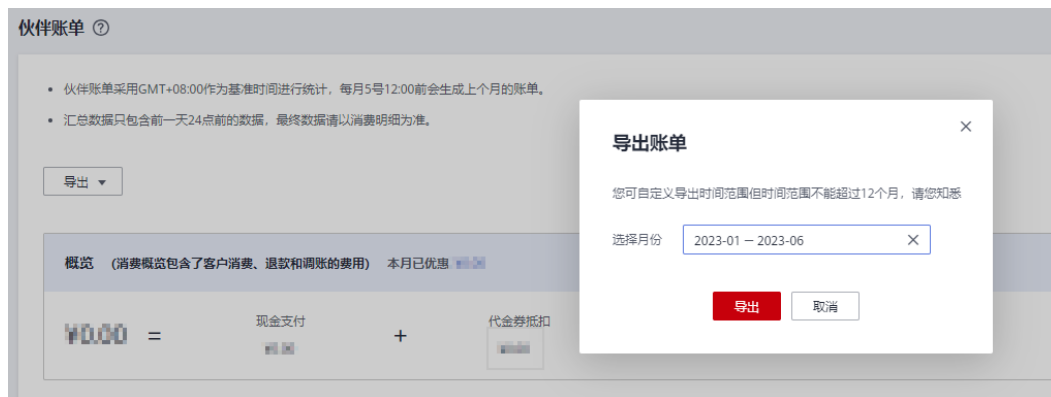 伙伴账单
伙伴账单采用GMT+08:00作为基准时间进行统计，每月5号12:00前会生成上个月的账单。
汇总数据只包含前一天24点前的数据，最终数据请以消费明细为准。
导出
概览 (消费概览包含了客户消费、退款和调账的费用) 本月已优惠
¥0.00 = 现金支付 + 代金券抵扣
导出账单
您可自定义导出时间范围但时间范围不能超过12个月，请您知悉
选择月份 2023-01 — 2023-06
导出 取消